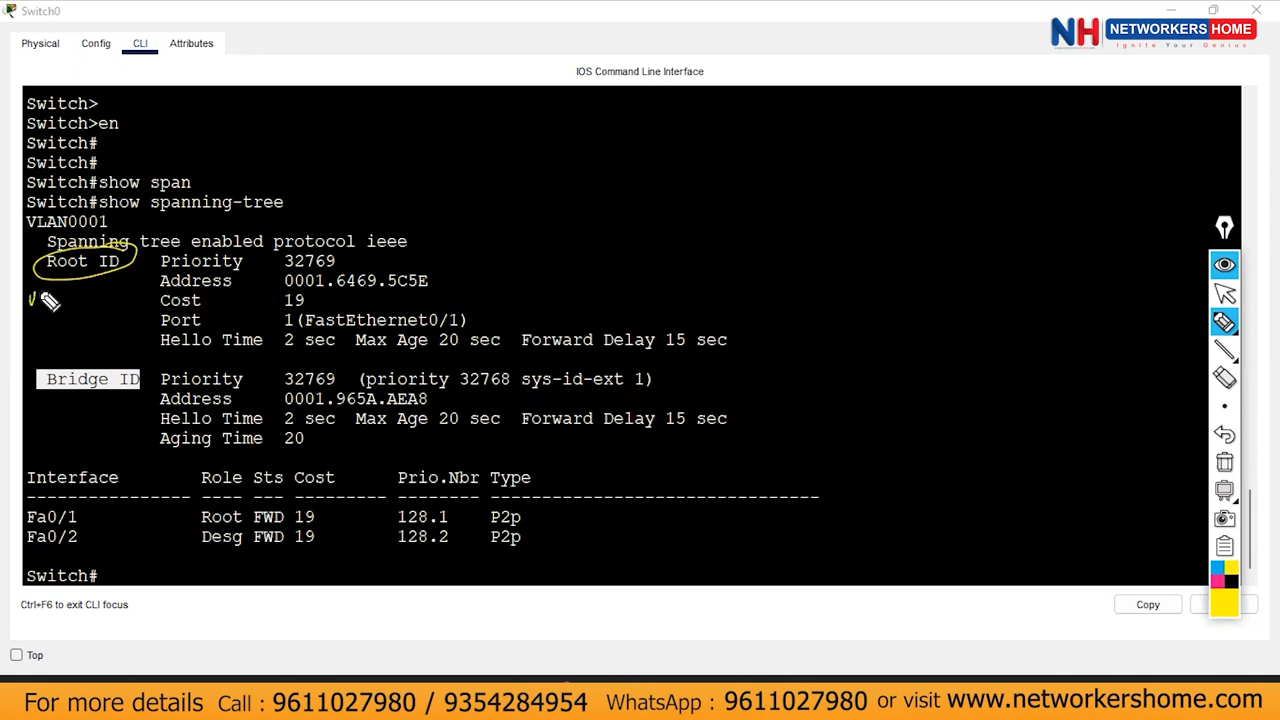 Switch0
NH NETWORKERS HOME
Ignite Your Genius
Physical Config CLI Attributes
IOS Command Line Interface
Switch>
Switch>en
Switch#
Switch#
Switch#show span
Switch#show spanning-tree
VLAN0001
Spanning tree enabled protocol ieee
Root ID Priority 32769
Address 0001.6469.5C5E
Cost 19
Port 1(FastEthernet0/1)
Hello Time 2 sec Max Age 20 sec Forward Delay 15 sec
Bridge ID Priority 32769 (priority 32768 sys-id-ext 1)
Address 0001.965A.AEA8
Hello Time 2 sec Max Age 20 sec Forward Delay 15 sec
Aging Time 20
Interface Role Sts Cost Prio.Nbr Type
---------------- ---- --- --------- -------- --------------------------------
Fa0/1 Root FWD 19 128.1 P2p
Fa0/2 Desg FWD 19 128.2 P2p
Switch#
Ctrl+F6 to exit CLI focus
Copy
Top
For more details Call : 9611027980 / 9354284954 WhatsApp : 9611027980 or visit www.networkershome.com